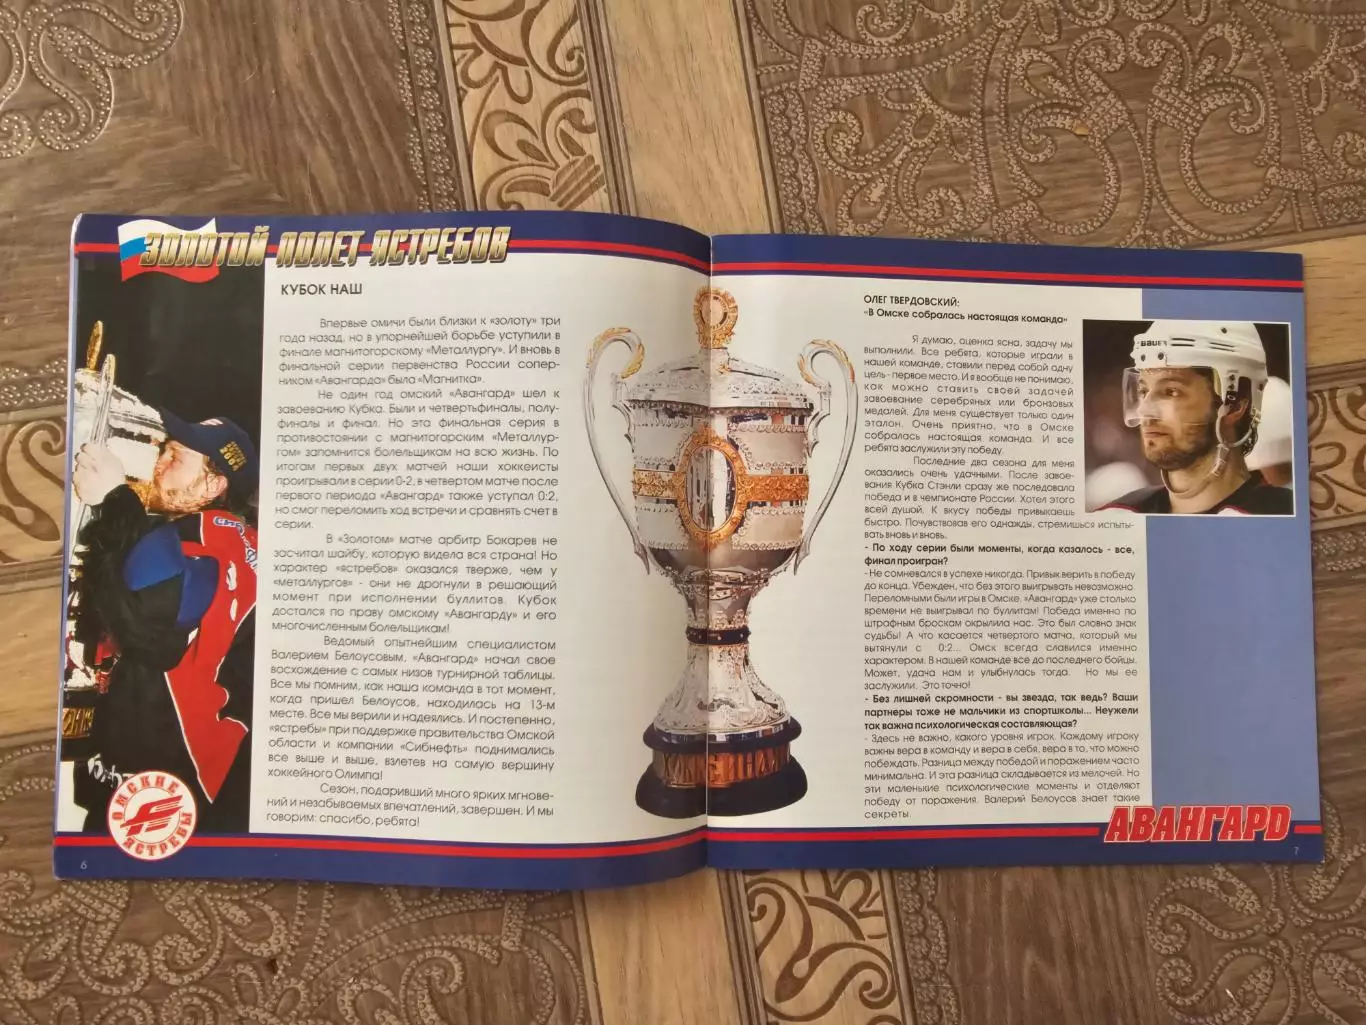 ЗОЛОТОЙ ПОЛЕТ ЯСТРЕБОВ
КУБОК НАШ
Впервые омичи были близки к «золоту» три
года назад, но в упорнейшей борьбе уступили в
финале магнитогорскому «Металлургу». И вновь в
финальной серии первенства России сопер-
ником «Авангарда» была «Магнитка».
Не один год омский «Авангард» шел к
завоеванию Кубка. Были и четвертьфиналы, полу-
финалы и финал. Но эта финальная серия в
противостоянии с магнитогорским «Металлур-
гом» запомнится болельщикам на всю жизнь. По
итогам первых двух матчей наши хоккеисты
проигрывали в серии 0-2, в четвертом матче после
первого периода «Авангард» также уступал 0:2,
но смог переломить ход встречи и сравнять счет в
серии.
В «Золотом» матче арбитр Бокарев не
засчитал шайбу, которую видела вся страна! Но
характер «ястребов» оказался тверже, чем у
«металлургов» - они не дрогнули в решающий
момент при исполнении буллитов. Кубок
достался по праву омскому «Авангарду» и его
многочисленным болельщикам!
Ведомый опытнейшим специалистом
Валерием Белоусовым, «Авангард» начал свое
восхождение с самых низов турнирной таблицы.
Все мы помним, как наша команда в тот момент,
когда пришел Белоусов, находилась на 13-м
месте. Все мы верили и надеялись. И постепенно,
«ястребы» при поддержке правительства Омской
области и компании «Сибнефть» поднимались
все выше и выше, взлетев на самую вершину
хоккейного Олимпа!
Сезон, подаривший много ярких мгнове-
ний и незабываемых впечатлений, завершен. И мы
говорим: спасибо, ребята!
ОМСКИЕ
ЯСТРЕБЫ
6
ОЛЕГ ТВЕРДОВСКИЙ:
«В Омске собралась настоящая команда»
Я думаю, оценка ясна, задачу мы
выполнили. Все ребята, которые играли в
нашей команде, ставили перед собой одну
цель - первое место. И я вообще не понимаю,
как можно ставить своей задачей
завоевание серебряных или бронзовых
медалей. Для меня существует только один
эталон. Очень приятно, что в Омске
собралась настоящая команда. И все
ребята заслужили эту победу.
Последние два сезона для меня
оказались очень удачными. После завое-
вания Кубка Стэнли сразу же последовала
победа и в чемпионате России. Хотел этого
всей душой. К вкусу победы привыкаешь
быстро. Почувствовав его однажды, стремишься испыты-
вать вновь и вновь.
- По ходу серии были моменты, когда казалось - все,
финал проигран?
- Не сомневался в успехе никогда. Привык верить в победу
до конца. Убежден, что без этого выигрывать невозможно.
Переломными были игры в Омске. «Авангард» уже столько
времени не выигрывал по буллитам! Победа именно по
штрафным броскам окрылила нас. Это был словно знак
судьбы! А что касается четвертого матча, который мы
вытянули с 0:2... Омск всегда славился именно
характером. В нашей команде все до последнего бойцы.
Может, удача нам и улыбнулась тогда. Но мы ее
заслужили. Это точно!
- Без лишней скромности - вы звезда, так ведь? Ваши
партнеры тоже не мальчики из спортшколы... Неужели
так важна психологическая составляющая?
- Здесь не важно, какого уровня игрок. Каждому игроку
важны вера в команду и вера в себя, вера в то, что можно
побеждать. Разница между победой и поражением часто
минимальна. И эта разница складывается из мелочей. Но
эти маленькие психологические моменты и отделяют
победу от поражения. Валерий Белоусов знает такие
секреты.
BAUER
АВАНГАРД
7